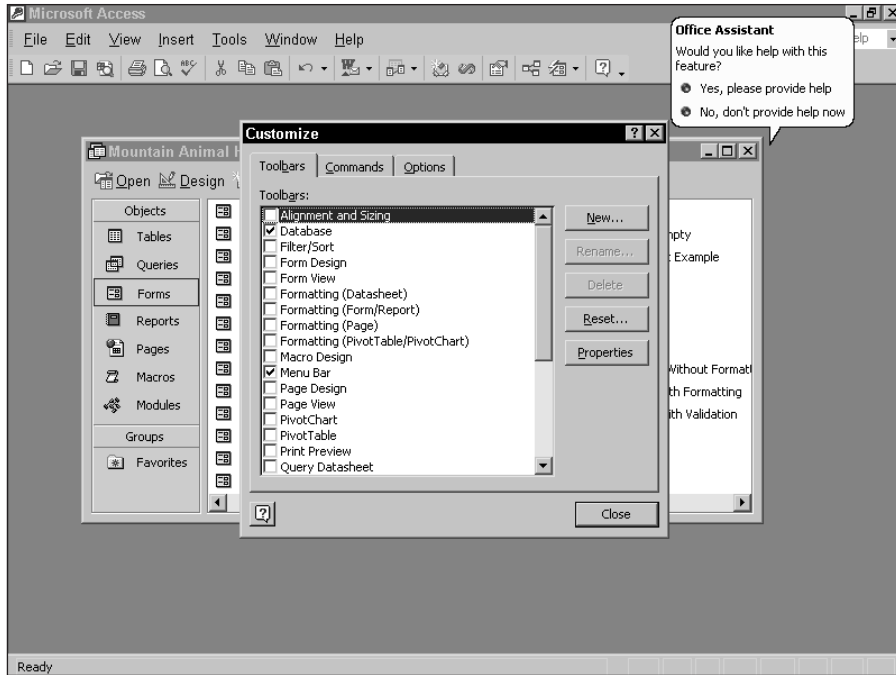 Microsoft Access
File Edit View Insert Tools Window Help
Office Assistant
Would you like help with this
feature?
Yes, please provide help
No, don't provide help now
Mountain Animal
Customize
Open Design
Toolbars Commands Options
Toolbars:
Objects
Tables
Queries
Forms
Reports
Pages
Macros
Modules
Groups
Favorites
Alignment and Sizing
Database
Filter/Sort
Form Design
Form View
Formatting (Datasheet)
Formatting (Form/Report)
Formatting (Page)
Formatting (PivotTable/PivotChart)
Macro Design
Menu Bar
Page Design
Page View
PivotChart
PivotTable
Print Preview
Query Datasheet
New...
Rename...
Delete
Reset...
Properties
Example
Without Format
Formatting
with Validation
Close
Ready